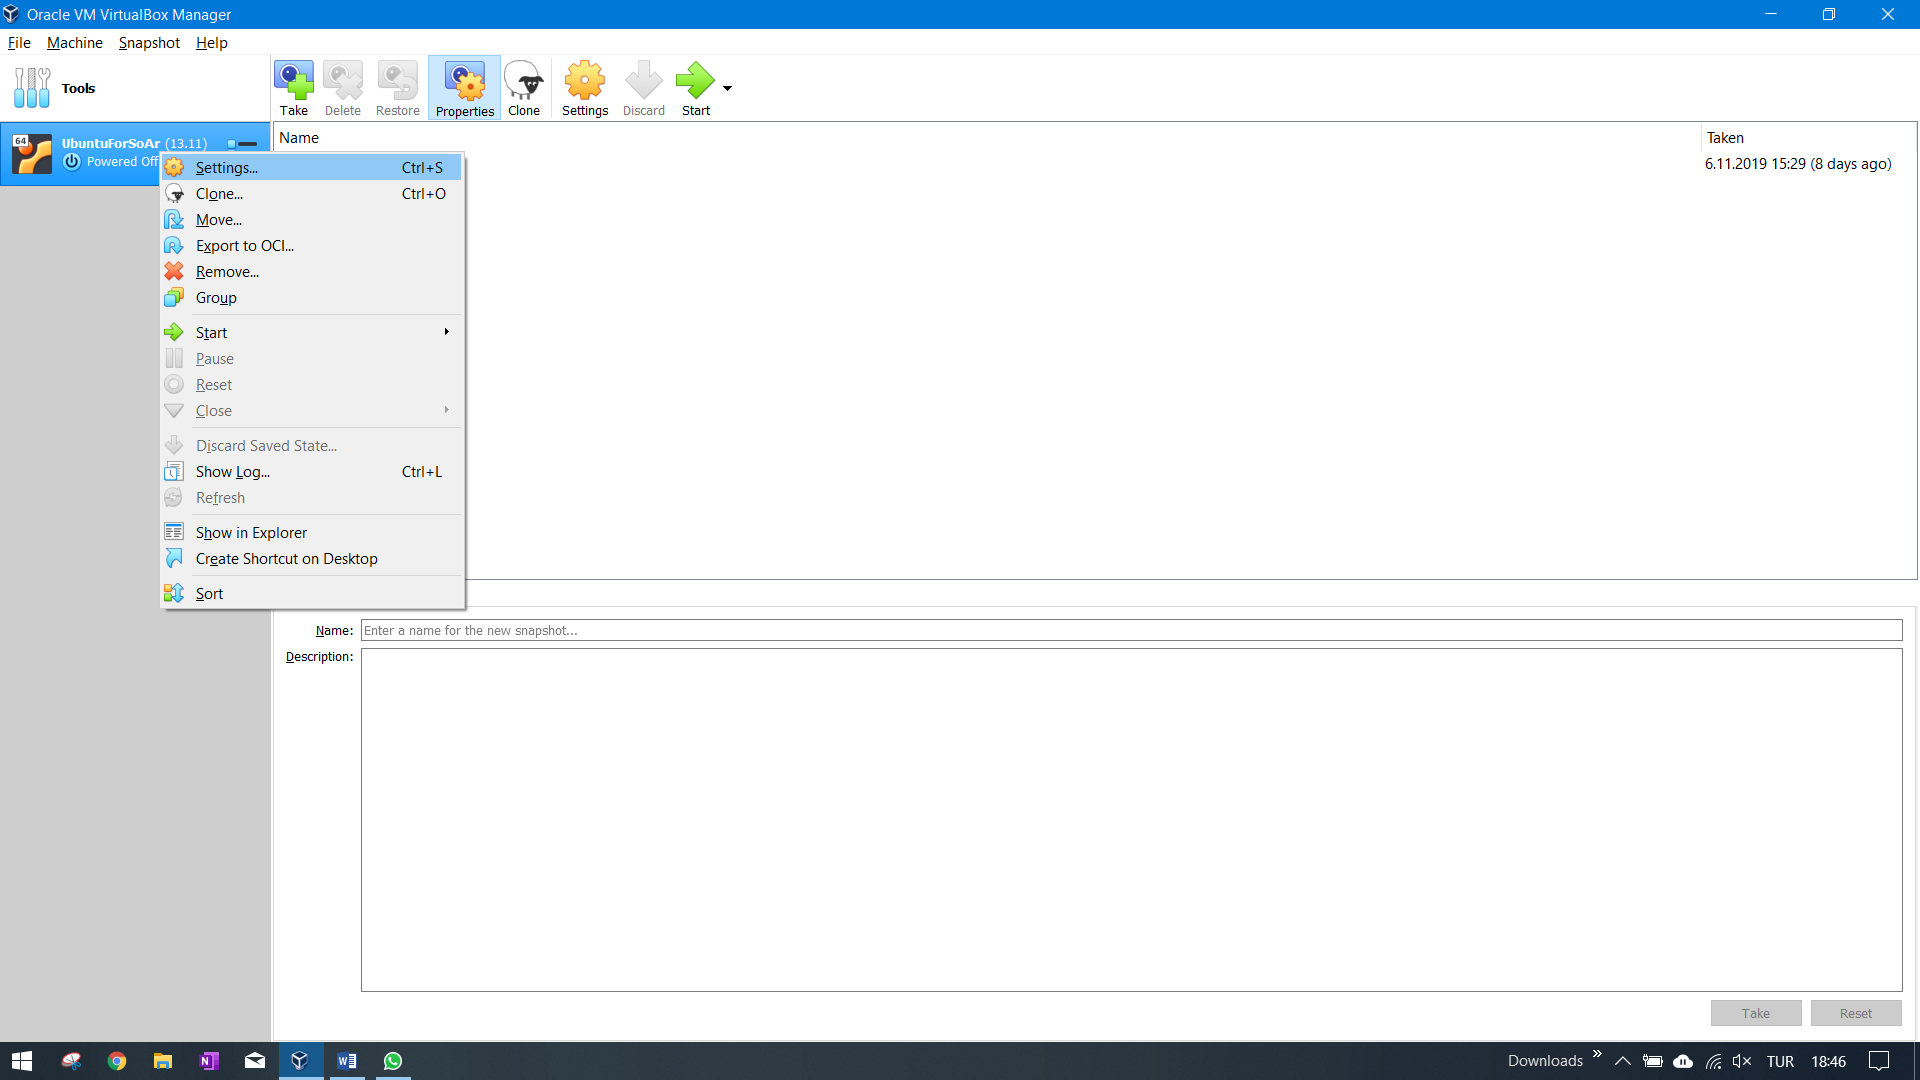 Oracle VM VirtualBox Manager
File Machine Snapshot Help
Tools
Take Delete Restore Properties Clone Settings Discard Start
64
UbuntuForSoAr (13.11)
Powered Off
Name Taken
6.11.2019 15:29 (8 days ago)
Settings... Ctrl+S
Clone... Ctrl+O
Move...
Export to OCI...
Remove...
Group
Start
Pause
Reset
Close
Discard Saved State...
Show Log... Ctrl+L
Refresh
Show in Explorer
Create Shortcut on Desktop
Sort
Name: Enter a name for the new snapshot...
Description:
Take Reset
Downloads » TUR 18:46